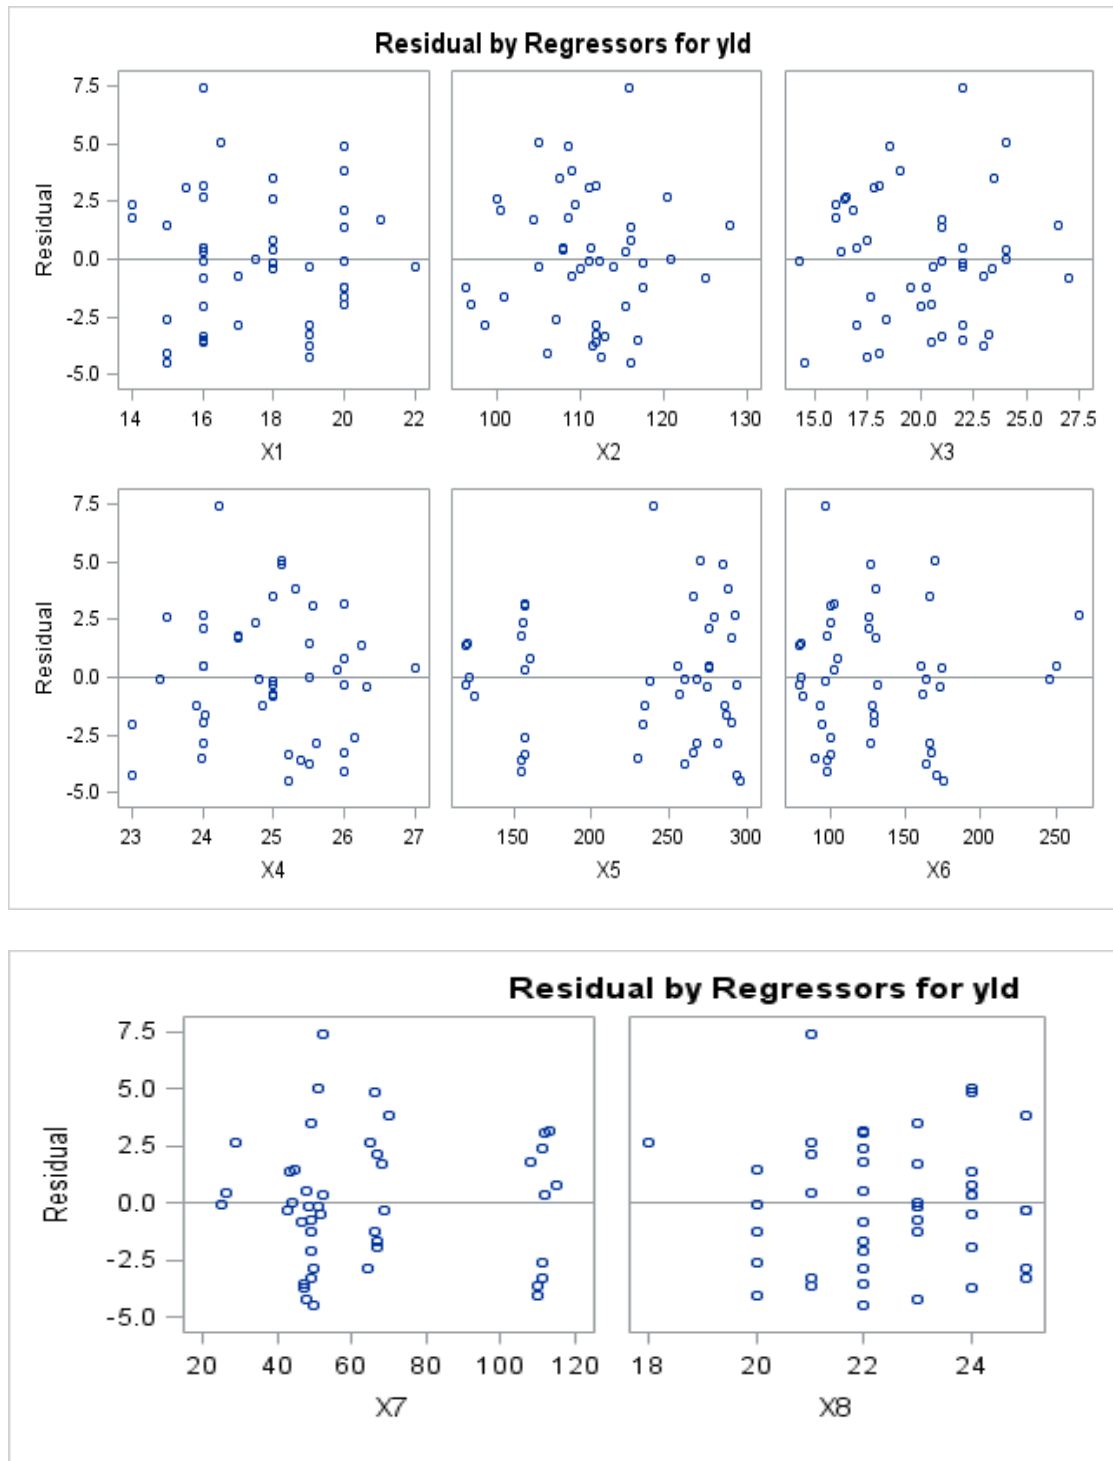 Residual by Regressors for yld
7.5
5.0
2.5
0.0
-2.5
-5.0
Residual
14 16 18 20 22
X1
100 110 120 130
X2
15.0 17.5 20.0 22.5 25.0 27.5
X3
7.5
5.0
2.5
0.0
-2.5
-5.0
Residual
23 24 25 26 27
X4
150 200 250 300
X5
100 150 200 250
X6
Residual by Regressors for yld
7.5
5.0
2.5
0.0
-2.5
-5.0
Residual
20 40 60 80 100 120
X7
18 20 22 24
X8